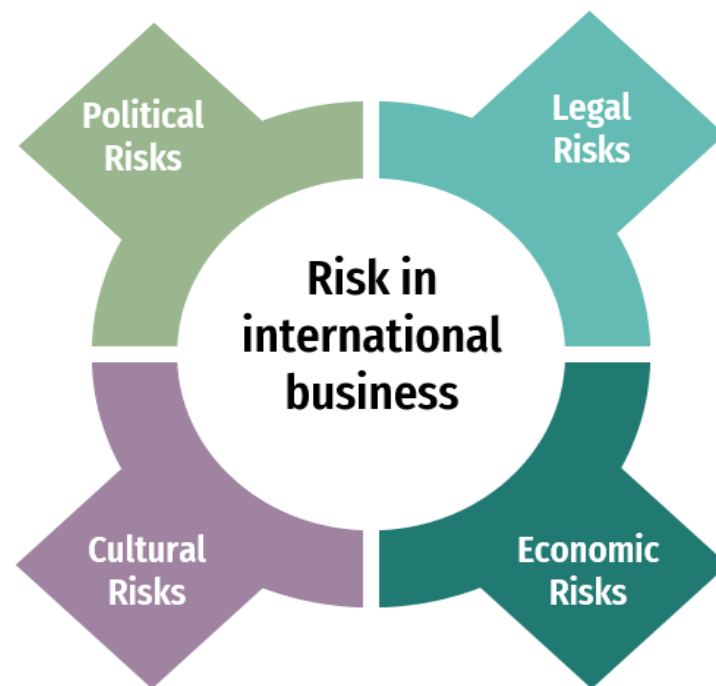 Political
Risks
Legal
Risks
Risk in
international
business
Cultural
Risks
Economic
Risks